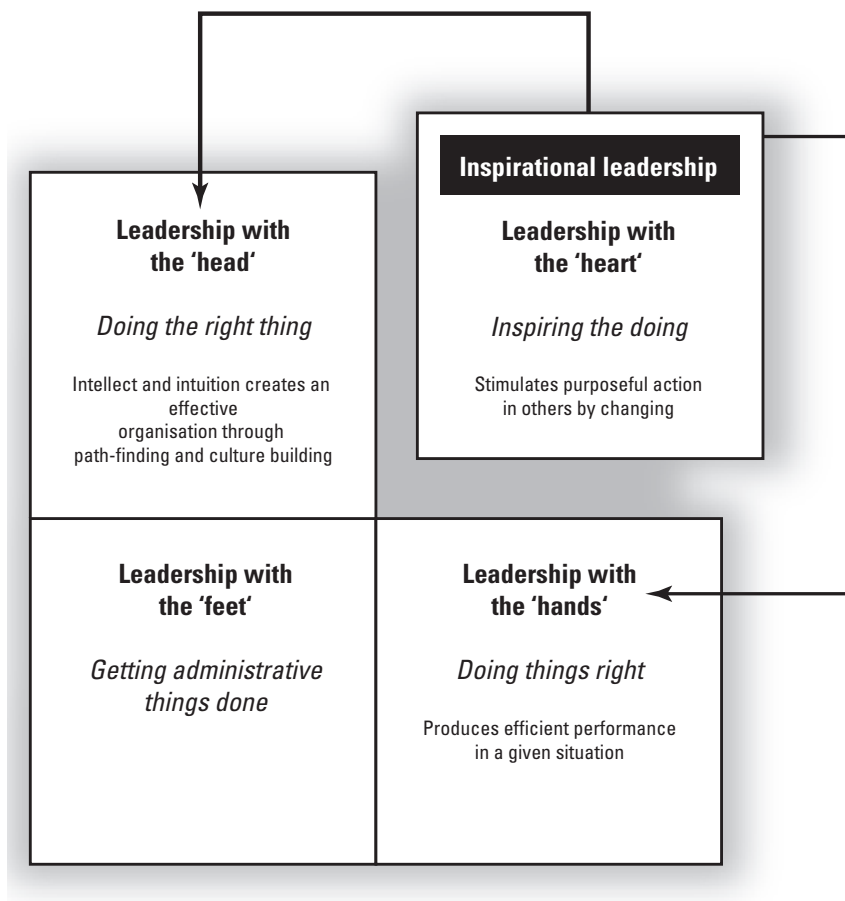 Inspirational leadership
Leadership with
the ‘head‘
Doing the right thing
Intellect and intuition creates an
effective
organisation through
path-finding and culture building
Leadership with
the ‘heart‘
Inspiring the doing
Stimulates purposeful action
in others by changing
Leadership with
the ‘feet‘
Getting administrative
things done
Leadership with
the ‘hands‘
Doing things right
Produces efficient performance
in a given situation